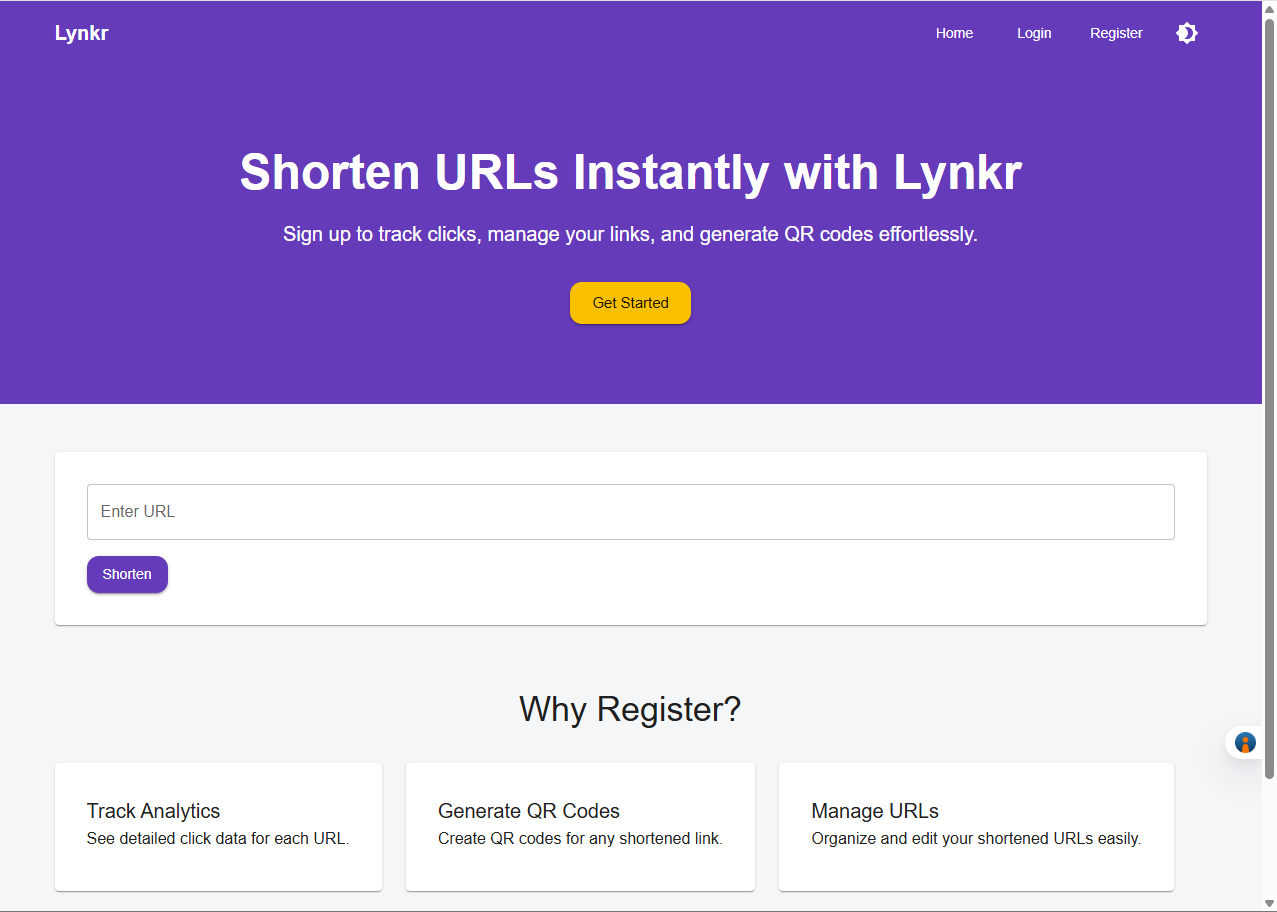 Lynkr
Home
Login
Register
Shorten URLs Instantly with Lynkr
Sign up to track clicks, manage your links, and generate QR codes effortlessly.
Get Started
Enter URL
Shorten
Why Register?
Track Analytics
See detailed click data for each URL.
Generate QR Codes
Create QR codes for any shortened link.
Manage URLs
Organize and edit your shortened URLs easily.